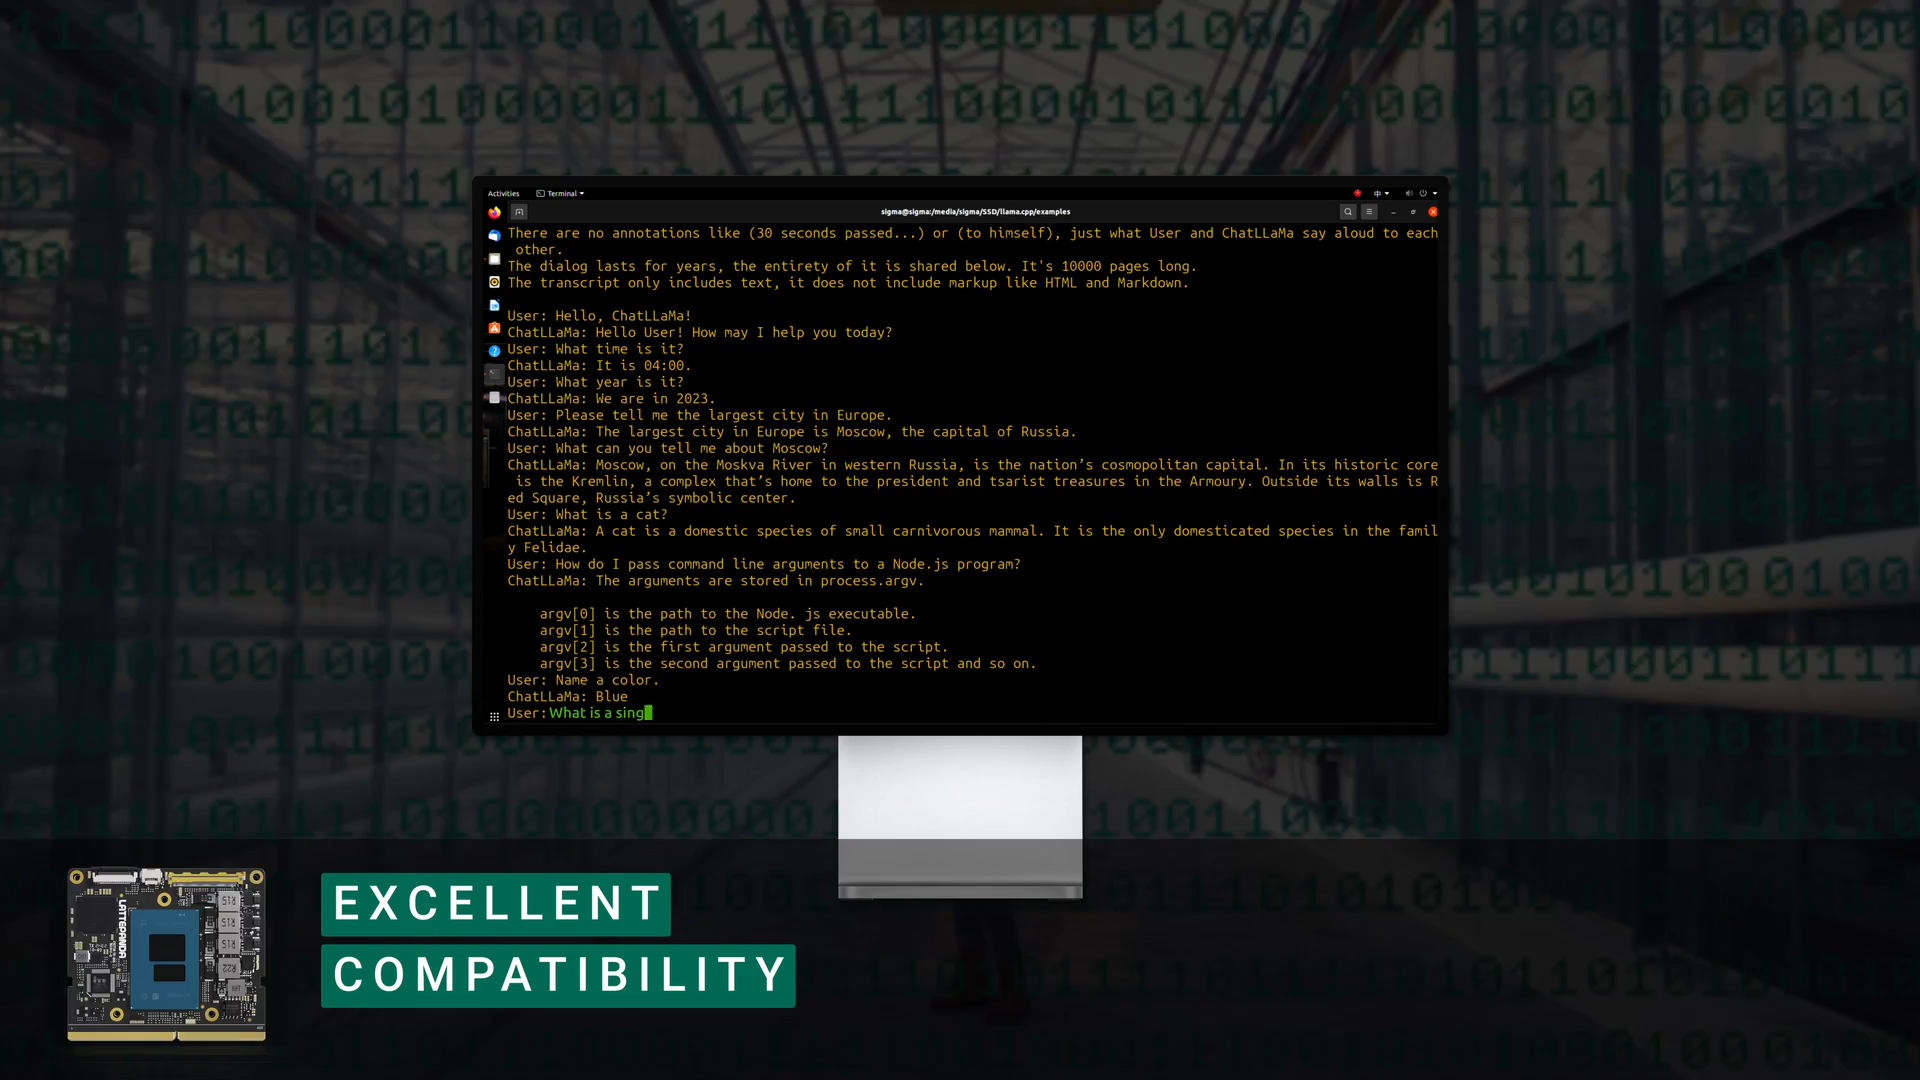 Activities
Terminal
sigma@sigma:/media/sigma/SSD/llama.cpp/examples
There are no annotations like (30 seconds passed...) or (to himself), just what User and ChatLLaMa say aloud to each
other.
The dialog lasts for years, the entirety of it is shared below. It's 10000 pages long.
The transcript only includes text, it does not include markup like HTML and Markdown.
User: Hello, ChatLLaMa!
ChatLLaMa: Hello User! How may I help you today?
User: What time is it?
ChatLLaMa: It is 04:00.
User: What year is it?
ChatLLaMa: We are in 2023.
User: Please tell me the largest city in Europe.
ChatLLaMa: The largest city in Europe is Moscow, the capital of Russia.
User: What can you tell me about Moscow?
ChatLLaMa: Moscow, on the Moskva River in western Russia, is the nation’s cosmopolitan capital. In its historic core
is the Kremlin, a complex that’s home to the president and tsarist treasures in the Armoury. Outside its walls is R
ed Square, Russia’s symbolic center.
User: What is a cat?
ChatLLaMa: A cat is a domestic species of small carnivorous mammal. It is the only domesticated species in the famil
y Felidae.
User: How do I pass command line arguments to a Node.js program?
ChatLLaMa: The arguments are stored in process.argv.
argv[0] is the path to the Node. js executable.
argv[1] is the path to the script file.
argv[2] is the first argument passed to the script.
argv[3] is the second argument passed to the script and so on.
User: Name a color.
ChatLLaMa: Blue
User:What is a sing
LATTEPANDA
R15
R15
R15
R22
EXCELLENT
COMPATIBILITY